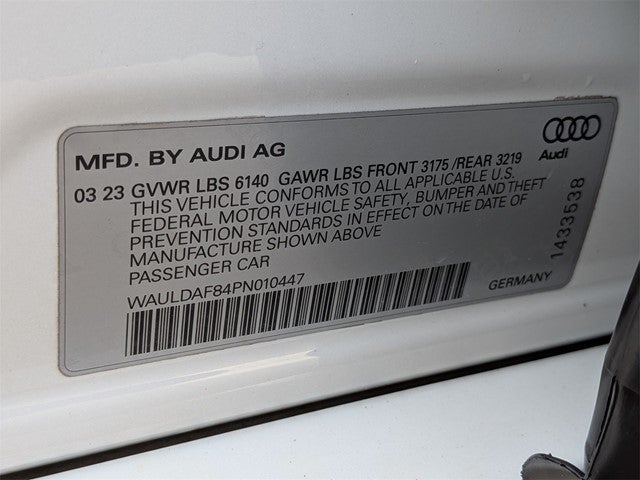 MFD. BY AUDI AG
Audi
03 23 GVWR LBS 6140 GAWR LBS FRONT 3175 /REAR 3219
THIS VEHICLE CONFORMS TO ALL APPLICABLE U.S.
FEDERAL MOTOR VEHICLE SAFETY, BUMPER AND THEFT
PREVENTION STANDARDS IN EFFECT ON THE DATE OF
MANUFACTURE SHOWN ABOVE
PASSENGER CAR
WAULDAF84PN010447
GERMANY
1433538